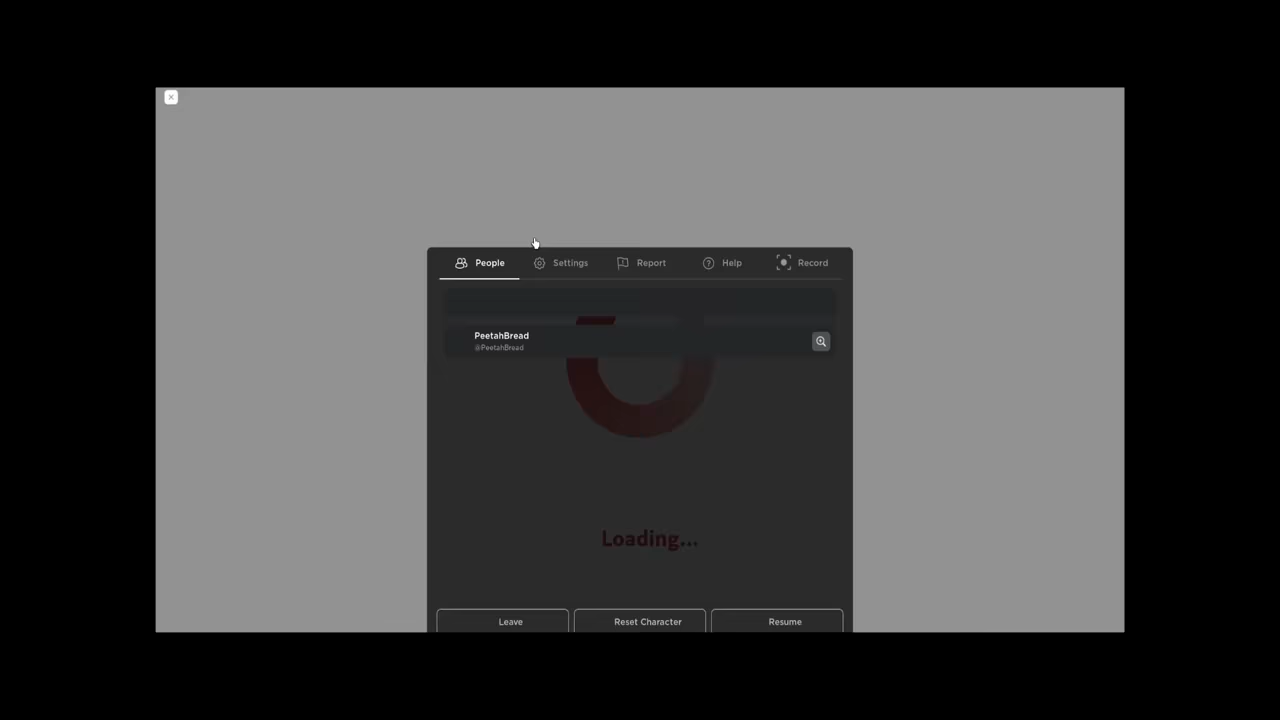 People
Settings
Report
Help
Record
PeetahBread
@PeetahBread
Loading...
Leave
Reset Character
Resume